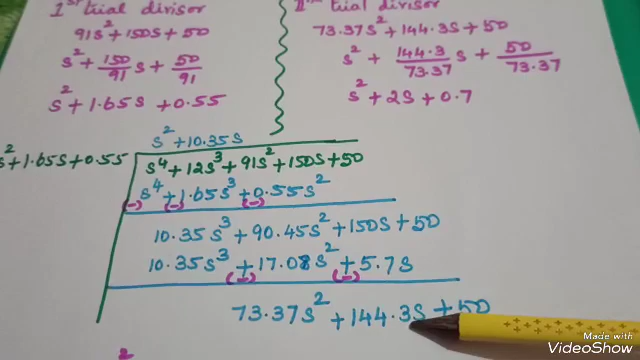 1st trial divisor
91s² + 150s + 50
s² + 150/91 s + 50/91
s² + 1.65s + 0.55
IInd trial divisor
73.37s² + 144.3s + 50
s² + 144.3/73.37 s + 50/73.37
s² + 2s + 0.7
s² + 10.35s
s² + 1.65s + 0.55
s⁴ + 12s³ + 91s² + 150s + 50
s⁴ + 1.65s³ + 0.55s²
(-) (-) (-)
10.35s³ + 90.45s² + 150s + 50
10.35s³ + 17.08s² + 5.7s
(-) (-)
73.37s² + 144.3s + 50
2
Made with
VideoShow